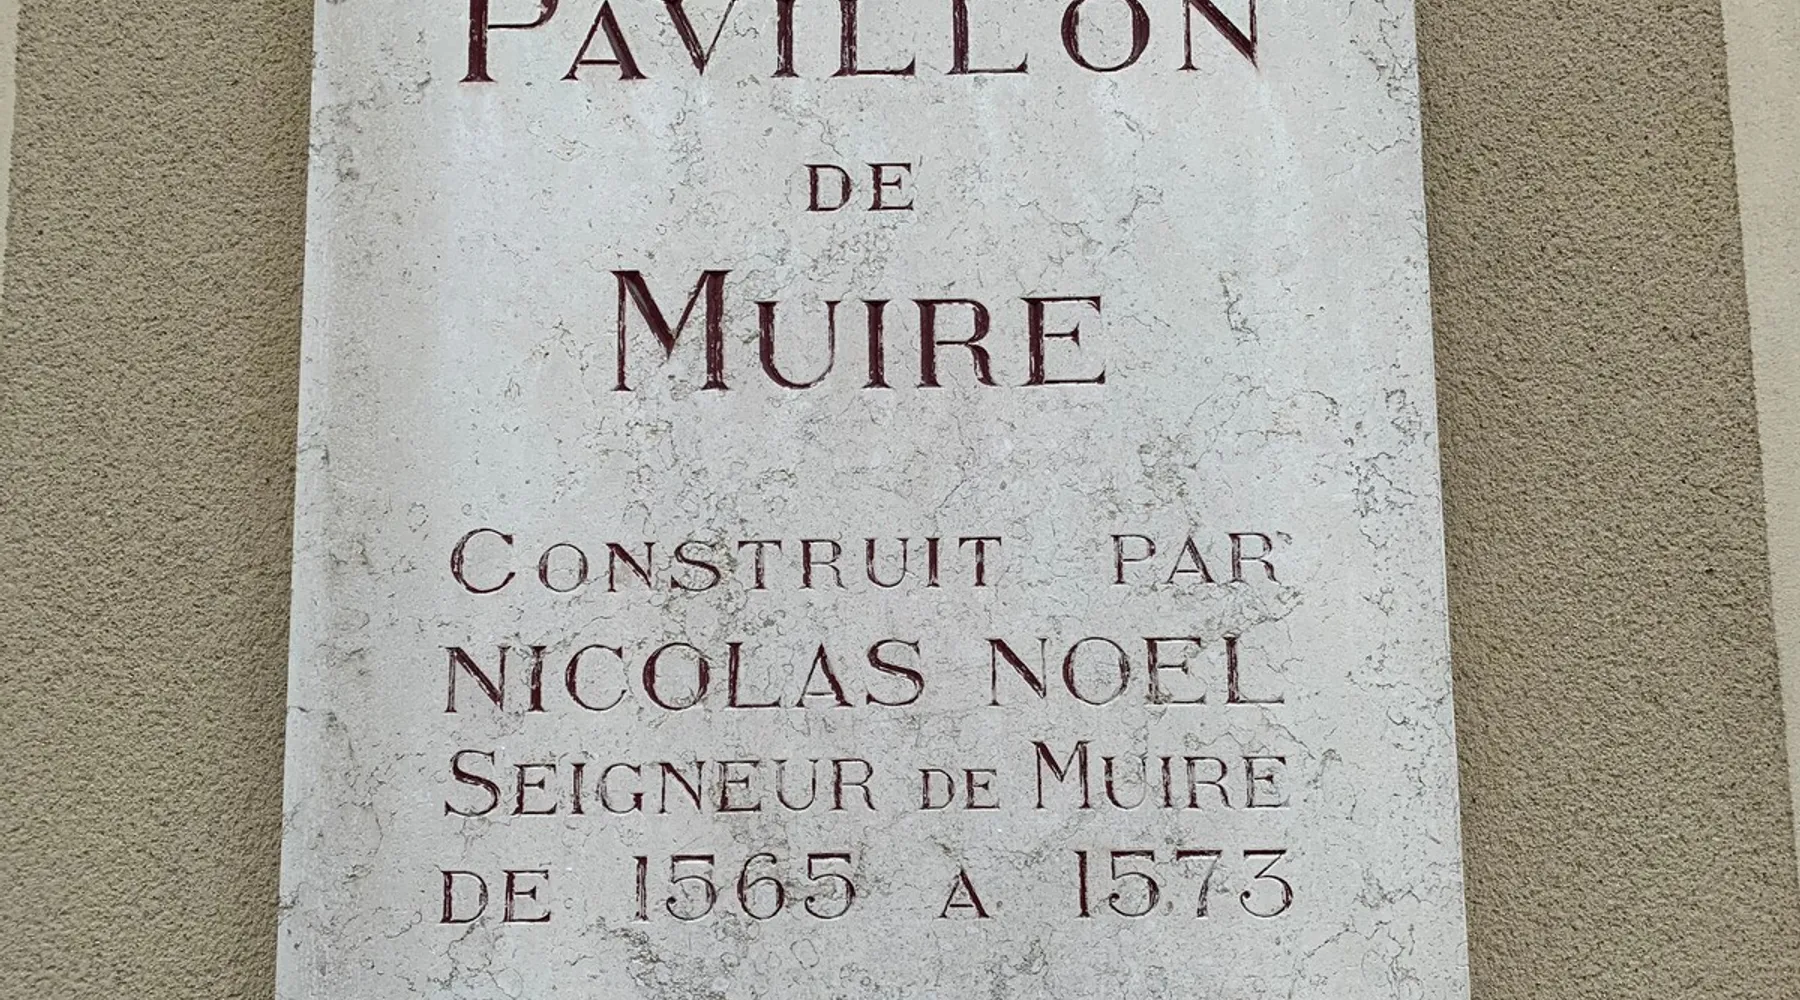 PAVILLON
DE
MUIRE
CONSTRUIT PAR
NICOLAS NOEL
SEIGNEUR DE MUIRE
DE 1565 A 1573